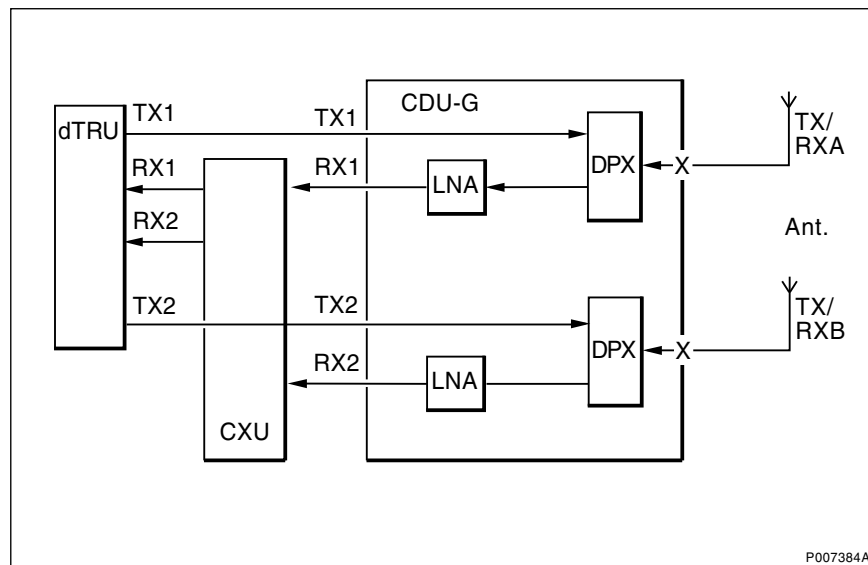 CDU-G
dTRU
TX1
TX1
DPX
TX/
RXA
RX1
RX1
LNA
X
RX2
Ant.
TX2
TX2
DPX
TX/
RXB
RX2
LNA
X
CXU
P007384A